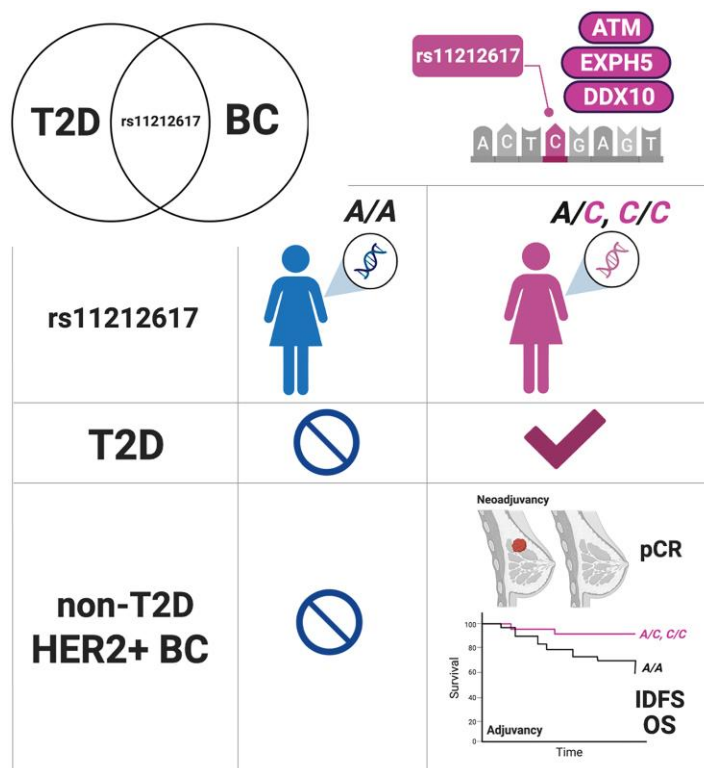 T2D
rs11212617
BC
rs11212617
ATM
EXPH5
DDX10
A C T C G A G T
A/A
A/C, C/C
rs11212617
T2D
non-T2D
HER2+ BC
Neoadjuvancy
pCR
100
80
60
40
20
0
Survival
A/C, C/C
A/A
IDFS
OS
Adjuvancy
Time